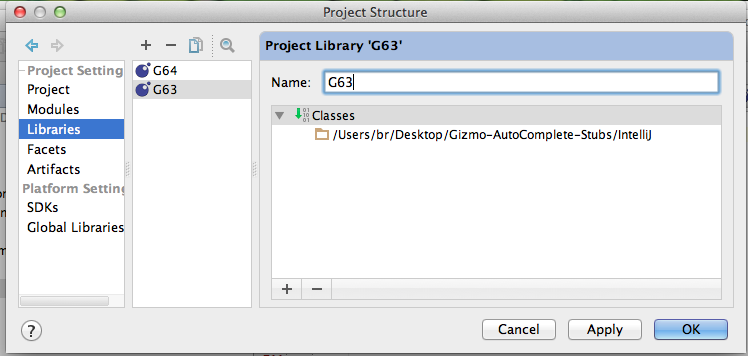 Project Structure
Project Setting
Project
Modules
Libraries
Facets
Artifacts
Platform Setting
SDKs
Global Libraries
G64
G63
Project Library 'G63'
Name: G63
Classes
/Users/br/Desktop/Gizmo-AutoComplete-Stubs/IntelliJ
?
Cancel
Apply
OK